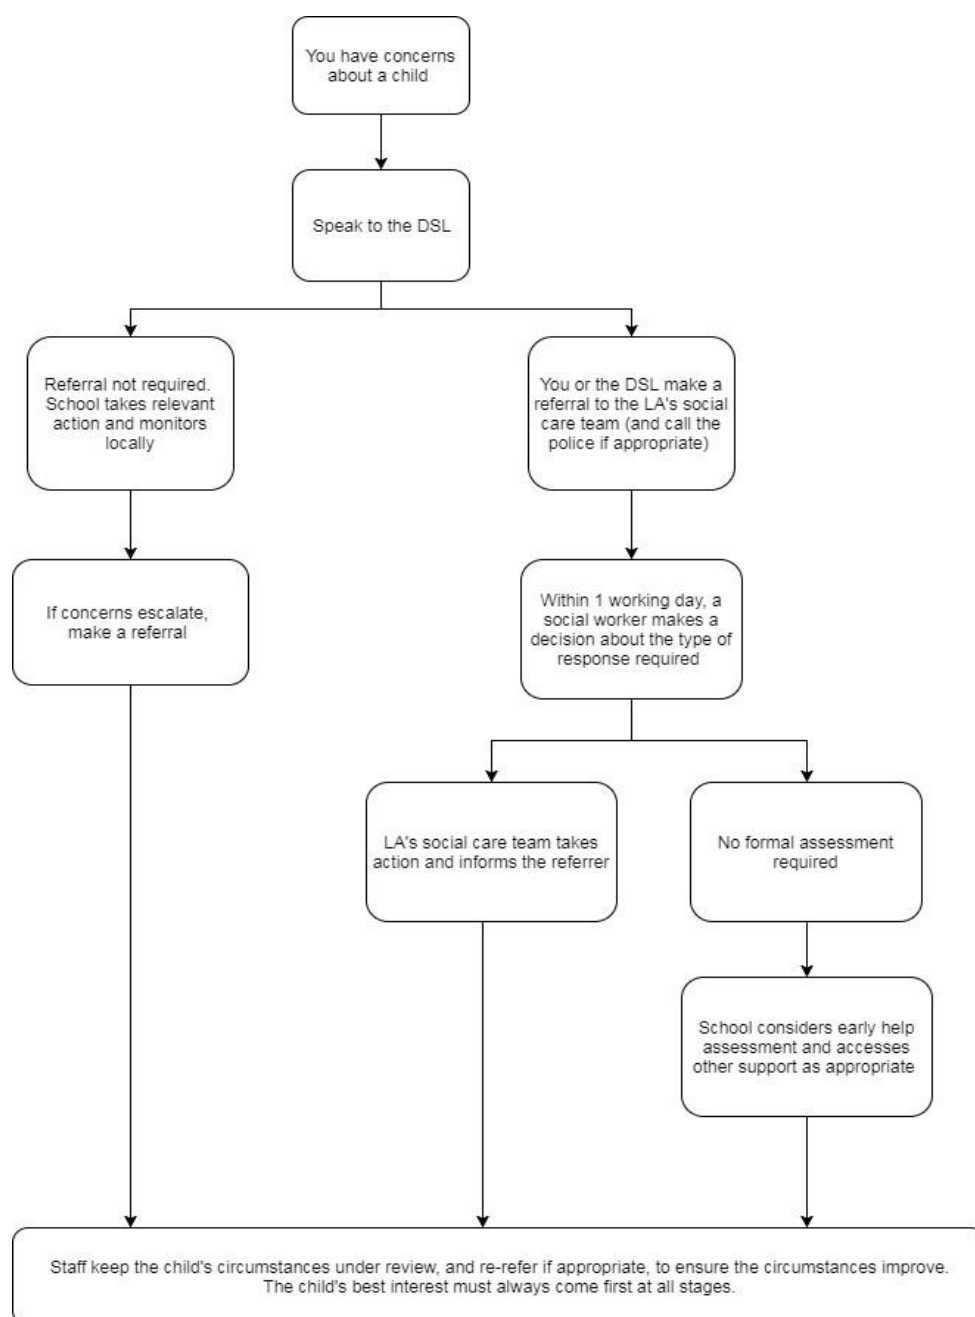 You have concerns
about a child
Speak to the DSL
Referral not required.
School takes relevant
action and monitors
locally
You or the DSL make a
referral to the LA's social
care team (and call the
police if appropriate)
If concerns escalate,
make a referral
Within 1 working day, a
social worker makes a
decision about the type of
response required
LA's social care team takes
action and informs the referrer
No formal assessment
required
School considers early help
assessment and accesses
other support as appropriate
Staff keep the child's circumstances under review, and re-refer if appropriate, to ensure the circumstances improve.
The child's best interest must always come first at all stages.